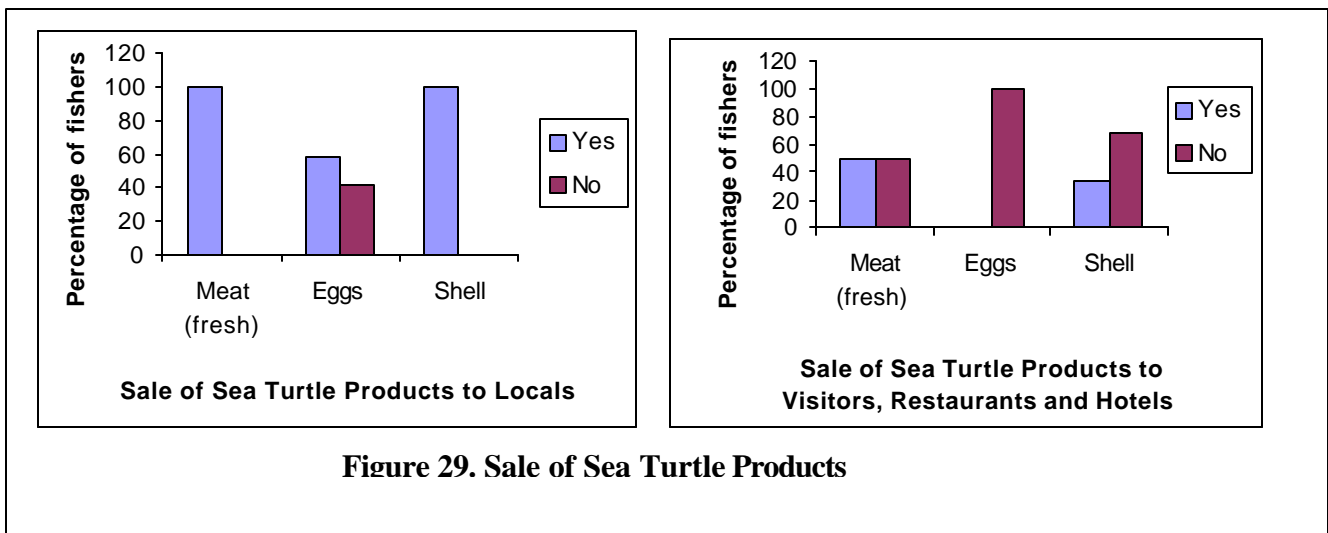 120
100
80
60
40
20
0
Percentage of fishers
Meat
(fresh)
Eggs
Shell
Yes
No
Sale of Sea Turtle Products to Locals
120
100
80
60
40
20
0
Percentage of fishers
Meat
(fresh)
Eggs
Shell
Yes
No
Sale of Sea Turtle Products to
Visitors, Restaurants and Hotels
Figure 29. Sale of Sea Turtle Products